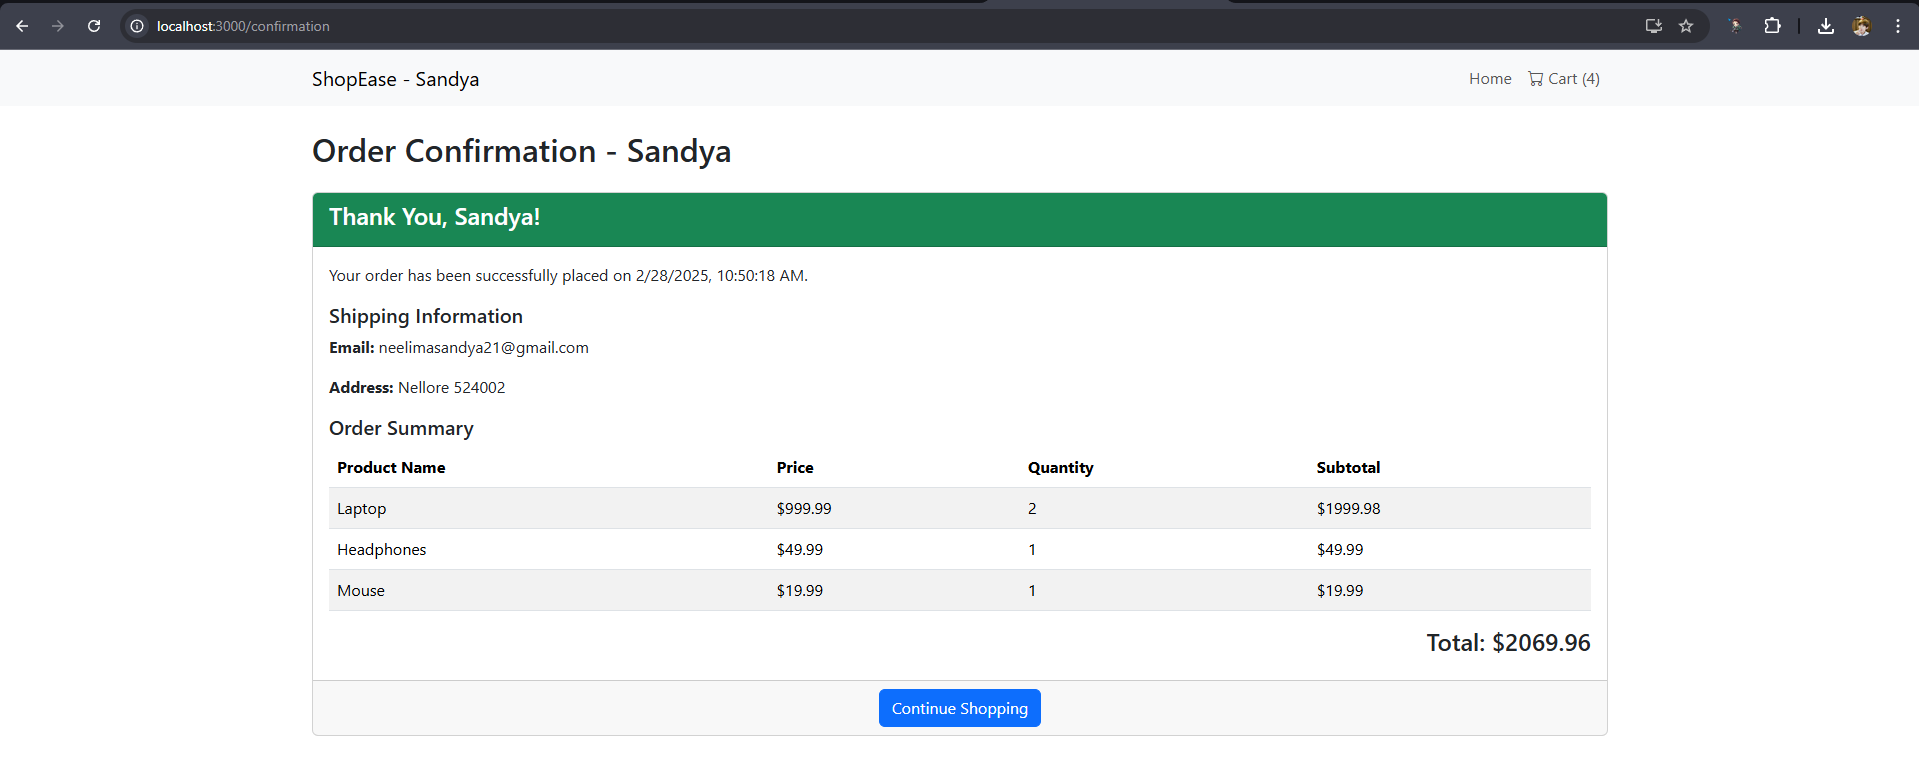 localhost:3000/confirmation
ShopEase - Sandya Home Cart (4)
Order Confirmation - Sandya
Thank You, Sandya!
Your order has been successfully placed on 2/28/2025, 10:50:18 AM.
Shipping Information
Email: neelimasandya21@gmail.com
Address: Nellore 524002
Order Summary
Product Name Price Quantity Subtotal
Laptop $999.99 2 $1999.98
Headphones $49.99 1 $49.99
Mouse $19.99 1 $19.99
Total: $2069.96
Continue Shopping